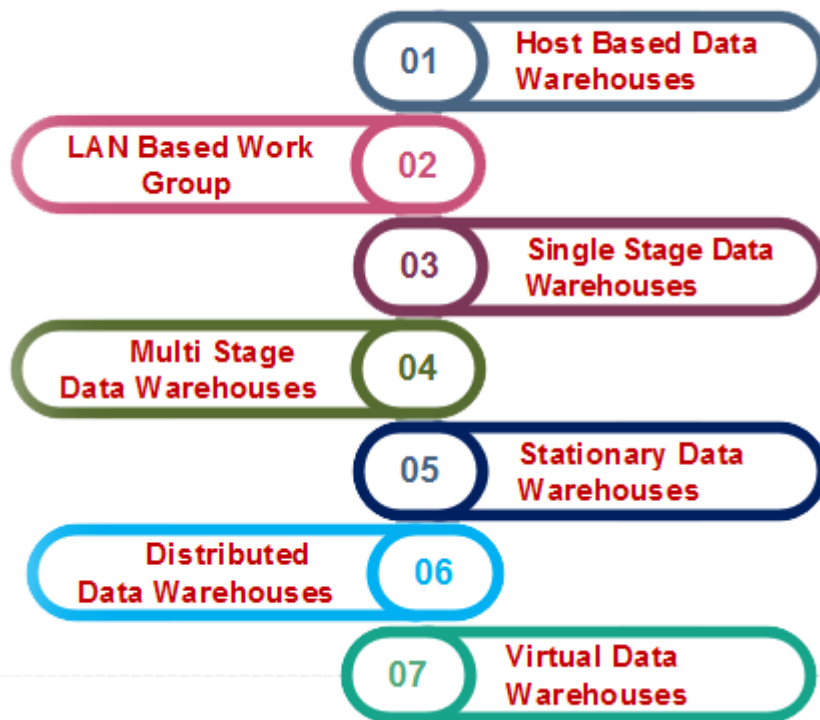 01
Host Based Data
Warehouses
LAN Based Work
Group
02
03
Single Stage Data
Warehouses
Multi Stage
Data Warehouses
04
05
Stationary Data
Warehouses
Distributed
Data Warehouses
06
07
Virtual Data
Warehouses